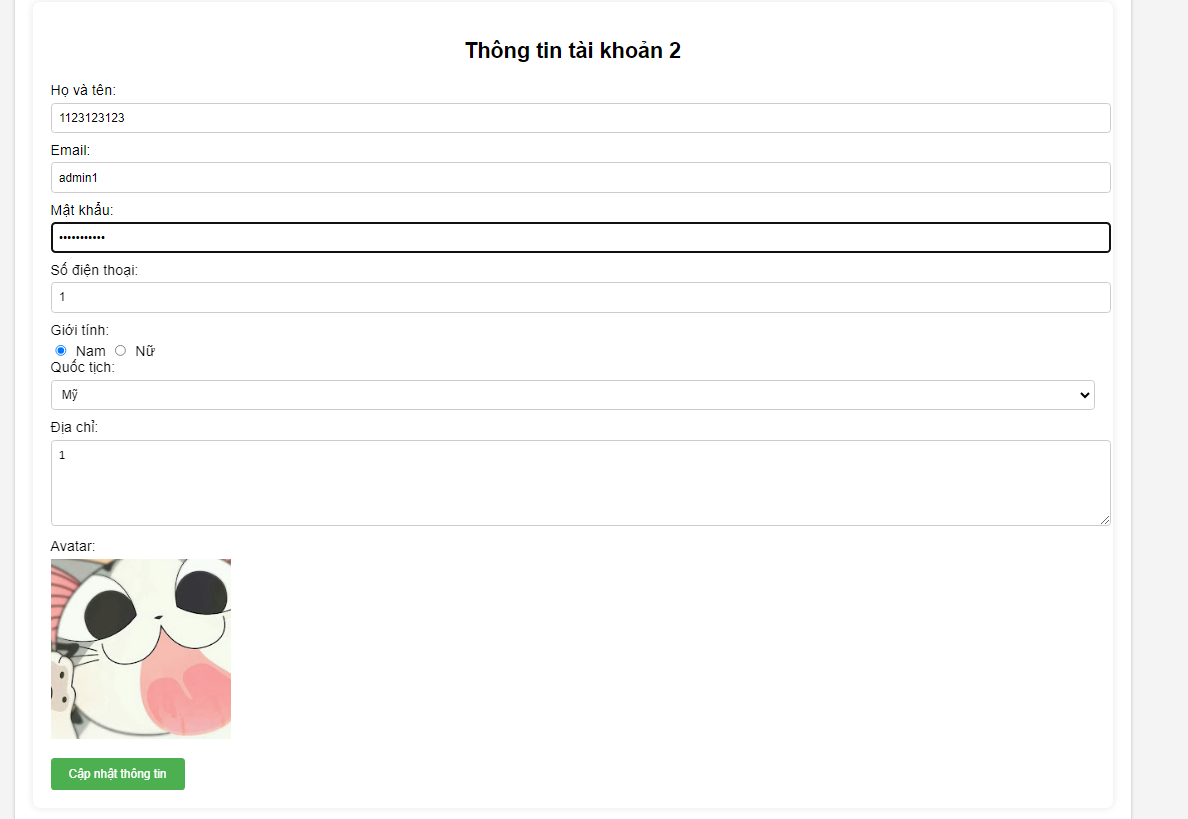 Thông tin tài khoản 2
Họ và tên:
1123123123
Email:
admin1
Mật khẩu:
•••••••••••
Số điện thoại:
1
Giới tính:
Nam Nữ
Quốc tịch:
Mỹ
Địa chỉ:
1
Avatar:
Cập nhật thông tin